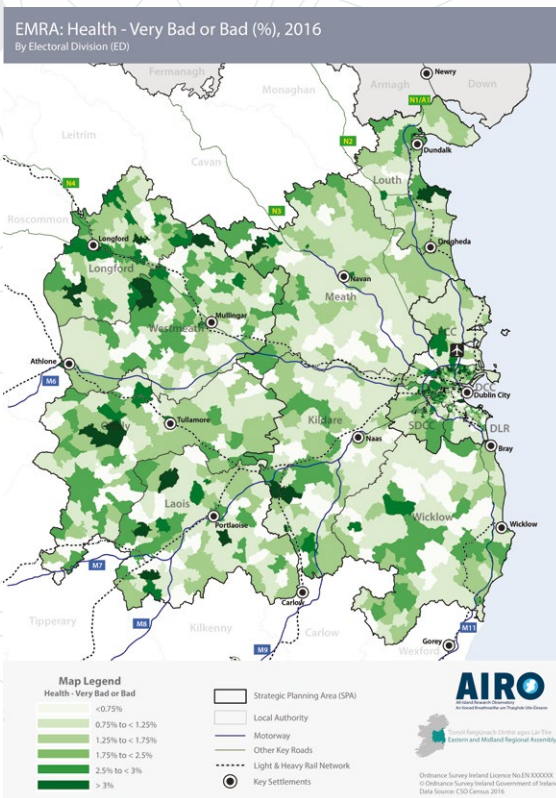 EMRA: Health - Very Bad or Bad (%), 2016
By Electoral Division (ED)
Fermanagh
Newry
Armagh
Down
Monaghan
N1/A1
Leitrim
N2
Dundalk
Cavan
Louth
N4
Roscommon
N3
Longford
Drogheda
Longford
Navan
Meath
Mullingar
Westmeath
Athlone
M6
DCC
Dublin City
Offaly
Tullamore
Kildare
SDCC
Naas
DLR
Bray
Laois
Wicklow
Portlaoise
Wicklow
M7
Carlow
Tipperary
M8
Kilkenny
Carlow
M11
M9
Gorey
Wexford
Map Legend
Health - Very Bad or Bad
<0.75%
0.75% to < 1.25%
1.25% to < 1.75%
1.75% to < 2.5%
2.5% to < 3%
> 3%
Strategic Planning Area (SPA)
Local Authority
Motorway
Other Key Roads
Light & Heavy Rail Network
Key Settlements
AIRO
All-Island Research Observatory
Eastern and Midland Regional Assembly
Ordnance Survey Ireland Licence No.EN XXXXXX
© Ordnance Survey Ireland Government of Ireland
Data Source: CSO Census 2016